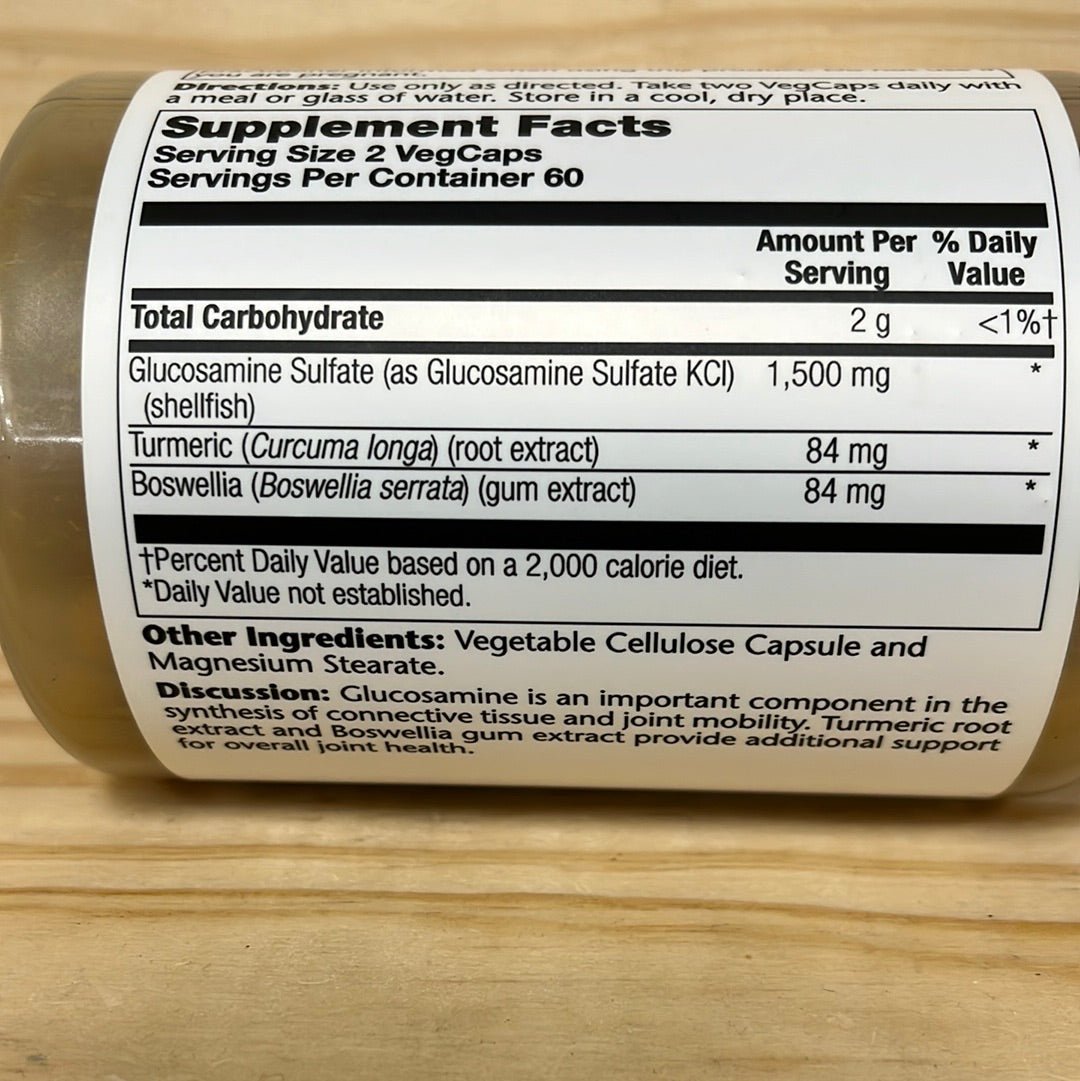 you are pregnant.
Directions: Use only as directed. Take two VegCaps daily with
a meal or glass of water. Store in a cool, dry place.
Supplement Facts
Serving Size 2 VegCaps
Servings Per Container 60
Amount Per % Daily
Serving Value
Total Carbohydrate 2 g <1%†
Glucosamine Sulfate (as Glucosamine Sulfate KCl) 1,500 mg *
(shellfish)
Turmeric (Curcuma longa) (root extract) 84 mg *
Boswellia (Boswellia serrata) (gum extract) 84 mg *
†Percent Daily Value based on a 2,000 calorie diet.
*Daily Value not established.
Other Ingredients: Vegetable Cellulose Capsule and
Magnesium Stearate.
Discussion: Glucosamine is an important component in the
synthesis of connective tissue and joint mobility. Turmeric root
extract and Boswellia gum extract provide additional support
for overall joint health.